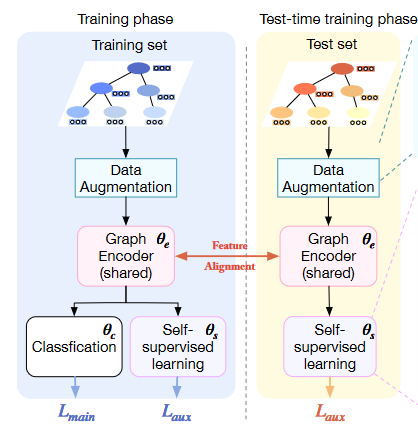 Training phase
Test-time training phase
Training set
Test set
Data
Augmentation
Data
Augmentation
Graph θe
Encoder
(shared)
Feature
Alignment
Graph θe
Encoder
(shared)
θc
Classfication
Self- θs
supervised
learning
Self- θs
supervised
learning
Lmain
Laux
Laux